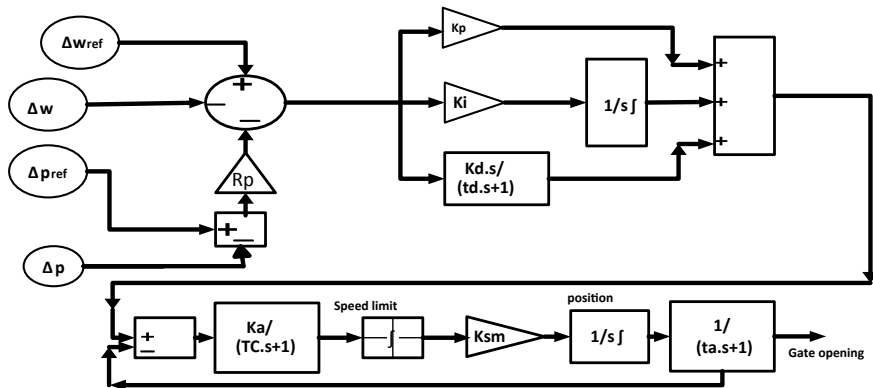 Δwref
Δw
Δpref
Δp
+
−
−
Rp
+
−
Kp
Ki
1/s ∫
Kd.s/
(td.s+1)
+
+
+
+
−
Ka/
(TC.s+1)
Speed limit
∫
Ksm
position
1/s ∫
1/
(ta.s+1)
Gate opening